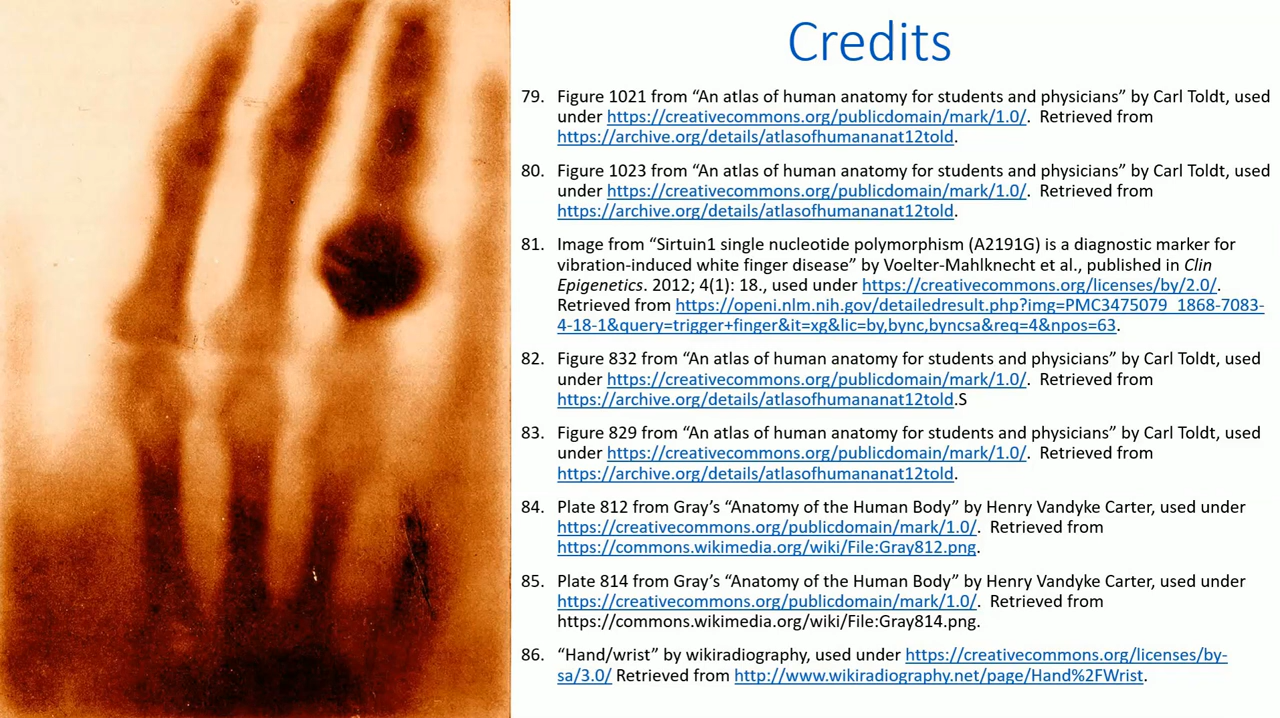 Credits
79. Figure 1021 from “An atlas of human anatomy for students and physicians” by Carl Toldt, used
under https://creativecommons.org/publicdomain/mark/1.0/. Retrieved from
https://archive.org/details/atlasofhumananat12told.
80. Figure 1023 from “An atlas of human anatomy for students and physicians” by Carl Toldt, used
under https://creativecommons.org/publicdomain/mark/1.0/. Retrieved from
https://archive.org/details/atlasofhumananat12told.
81. Image from “Sirtuin1 single nucleotide polymorphism (A2191G) is a diagnostic marker for
vibration-induced white finger disease” by Voelter-Mahlknecht et al., published in Clin
Epigenetics. 2012; 4(1): 18., used under https://creativecommons.org/licenses/by/2.0/.
Retrieved from https://openi.nlm.nih.gov/detailedresult.php?img=PMC3475079_1868-7083-
4-18-1&query=trigger+finger&it=xg&lic=by,bync,byncsa&req=4&npos=63.
82. Figure 832 from “An atlas of human anatomy for students and physicians” by Carl Toldt, used
under https://creativecommons.org/publicdomain/mark/1.0/. Retrieved from
https://archive.org/details/atlasofhumananat12told.S
83. Figure 829 from “An atlas of human anatomy for students and physicians” by Carl Toldt, used
under https://creativecommons.org/publicdomain/mark/1.0/. Retrieved from
https://archive.org/details/atlasofhumananat12told.
84. Plate 812 from Gray’s “Anatomy of the Human Body” by Henry Vandyke Carter, used under
https://creativecommons.org/publicdomain/mark/1.0/. Retrieved from
https://commons.wikimedia.org/wiki/File:Gray812.png.
85. Plate 814 from Gray’s “Anatomy of the Human Body” by Henry Vandyke Carter, used under
https://creativecommons.org/publicdomain/mark/1.0/. Retrieved from
https://commons.wikimedia.org/wiki/File:Gray814.png.
86. “Hand/wrist” by wikiradiography, used under https://creativecommons.org/licenses/by-
sa/3.0/ Retrieved from http://www.wikiradiography.net/page/Hand%2FWrist.